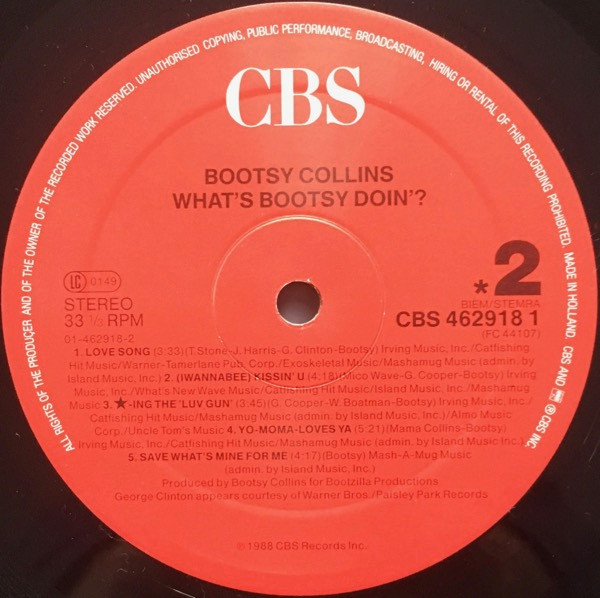 ALL RIGHTS OF THE PRODUCER AND OF THE OWNER OF THE RECORDED WORK RESERVED. UNAUTHORISED COPYING, PUBLIC PERFORMANCE, BROADCASTING, HIRING OR RENTAL OF THIS RECORDING PROHIBITED. MADE IN HOLLAND. CBS AND ℗ © CBS INC.
CBS
BOOTSY COLLINS
WHAT'S BOOTSY DOIN'?
LC 0149
STEREO
33 ⅓ RPM
01-462918-2
*2
BIEM/STEMRA
CBS 462918 1
(FC 44107)
1. LOVE SONG (3:33)(T.Stone-J. Harris-G. Clinton-Bootsy) Irving Music, Inc./Catfishing
Hit Music/Warner-Tamerlane Pub. Corp./Exoskeletal Music/Mashamug Music (admin. by
Island Music, Inc.) 2. (IWANNABEE) KISSIN' U (4:18)(Mico Wave-G. Cooper-Bootsy) Irving
Music, Inc./What's New Wave Music/Catfishing Hit Music/Island Music, Inc./Mashamug
Music 3. ★-ING THE 'LUV GUN' (3:45)(G. Cooper-W. Boatman-Bootsy) Irving Music, Inc./
Catfishing Hit Music/Mashamug Music (admin. by Island Music, Inc.)/Almo Music
Corp./Uncle Tom's Music 4. YO-MOMA-LOVES YA (5:21)(Mama Collins-Bootsy)
Irving Music, Inc./Catfishing Hit Music/Mashamug Music (admin. by Island Music, Inc.)
5. SAVE WHAT'S MINE FOR ME (4:17)(Bootsy) Mash-A-Mug Music
(admin. by Island Music, Inc.)
Produced by Bootsy Collins for Bootzilla Productions
George Clinton appears courtesy of Warner Bros./Paisley Park Records
℗ 1988 CBS Records Inc.